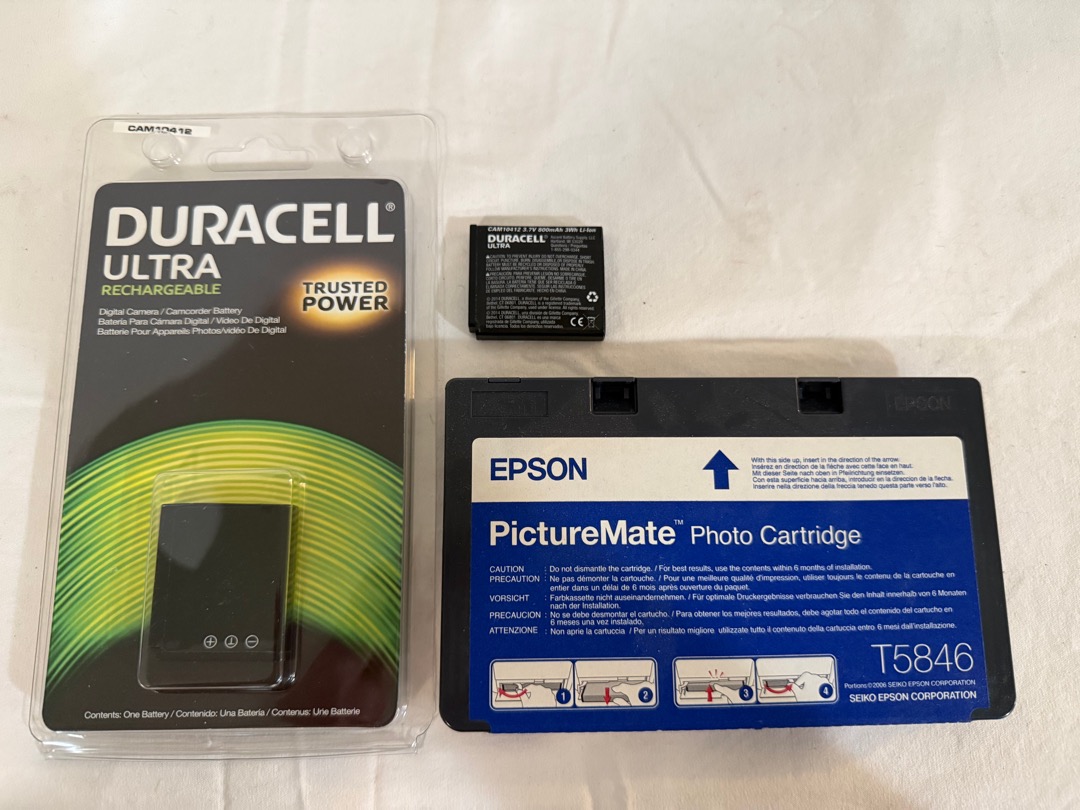 CAM10412
DURACELL®
ULTRA
RECHARGEABLE
TRUSTED
POWER
Digital Camera / Camcorder Battery
Batería Para Cámara Digital / Vídeo De Digital
Batterie Pour Appareils Photos/vidéo De Digital
Contents: One Battery / Contenido: Una Batería / Contenus: Une Batterie
CAM10412 3.7V 800mAh 3Wh Li-Ion
DURACELL®
ULTRA
CE
EPSON
EPSON
With this side up, insert in the direction of the arrow.
Insérez en direction de la flèche avec cette face en haut.
Mit dieser Seite nach oben in Pfeilrichtung einsetzen.
Con esta superficie hacia arriba, introducir en la direccion de la flecha.
Inserire nella direzione della freccia tenedo questa parte verso l'alto.
PictureMate™ Photo Cartridge
CAUTION : Do not dismantle the cartridge. / For best results, use the contents within 6 months of installation.
PRECAUTION : Ne pas démonter la cartouche. / Pour une meilleure qualité d'impression, utiliser toujours le contenu de la cartouche en
entier dans un délai de 6 mois après ouverture du paquet.
VORSICHT : Farbkassette nicht auseinandernehmen. / Für optimale Druckergebnisse verbrauchen Sie den Inhalt innerhalb von 6 Monaten
nach der Installation.
PRECAUCION : No se debe desmontar el cartucho. / Para obtener los mejores resultados, debe agotar todo el contenido del cartucho en
6 meses una vez instalado.
ATTENZIONE : Non aprie la cartuccia / Per un risultato migliore utilizzate tutto il contenuto della cartuccia entro 6 mesi dall'installazione.
1
2
3
4
T5846
Portions ©2006 SEIKO EPSON CORPORATION
SEIKO EPSON CORPORATION